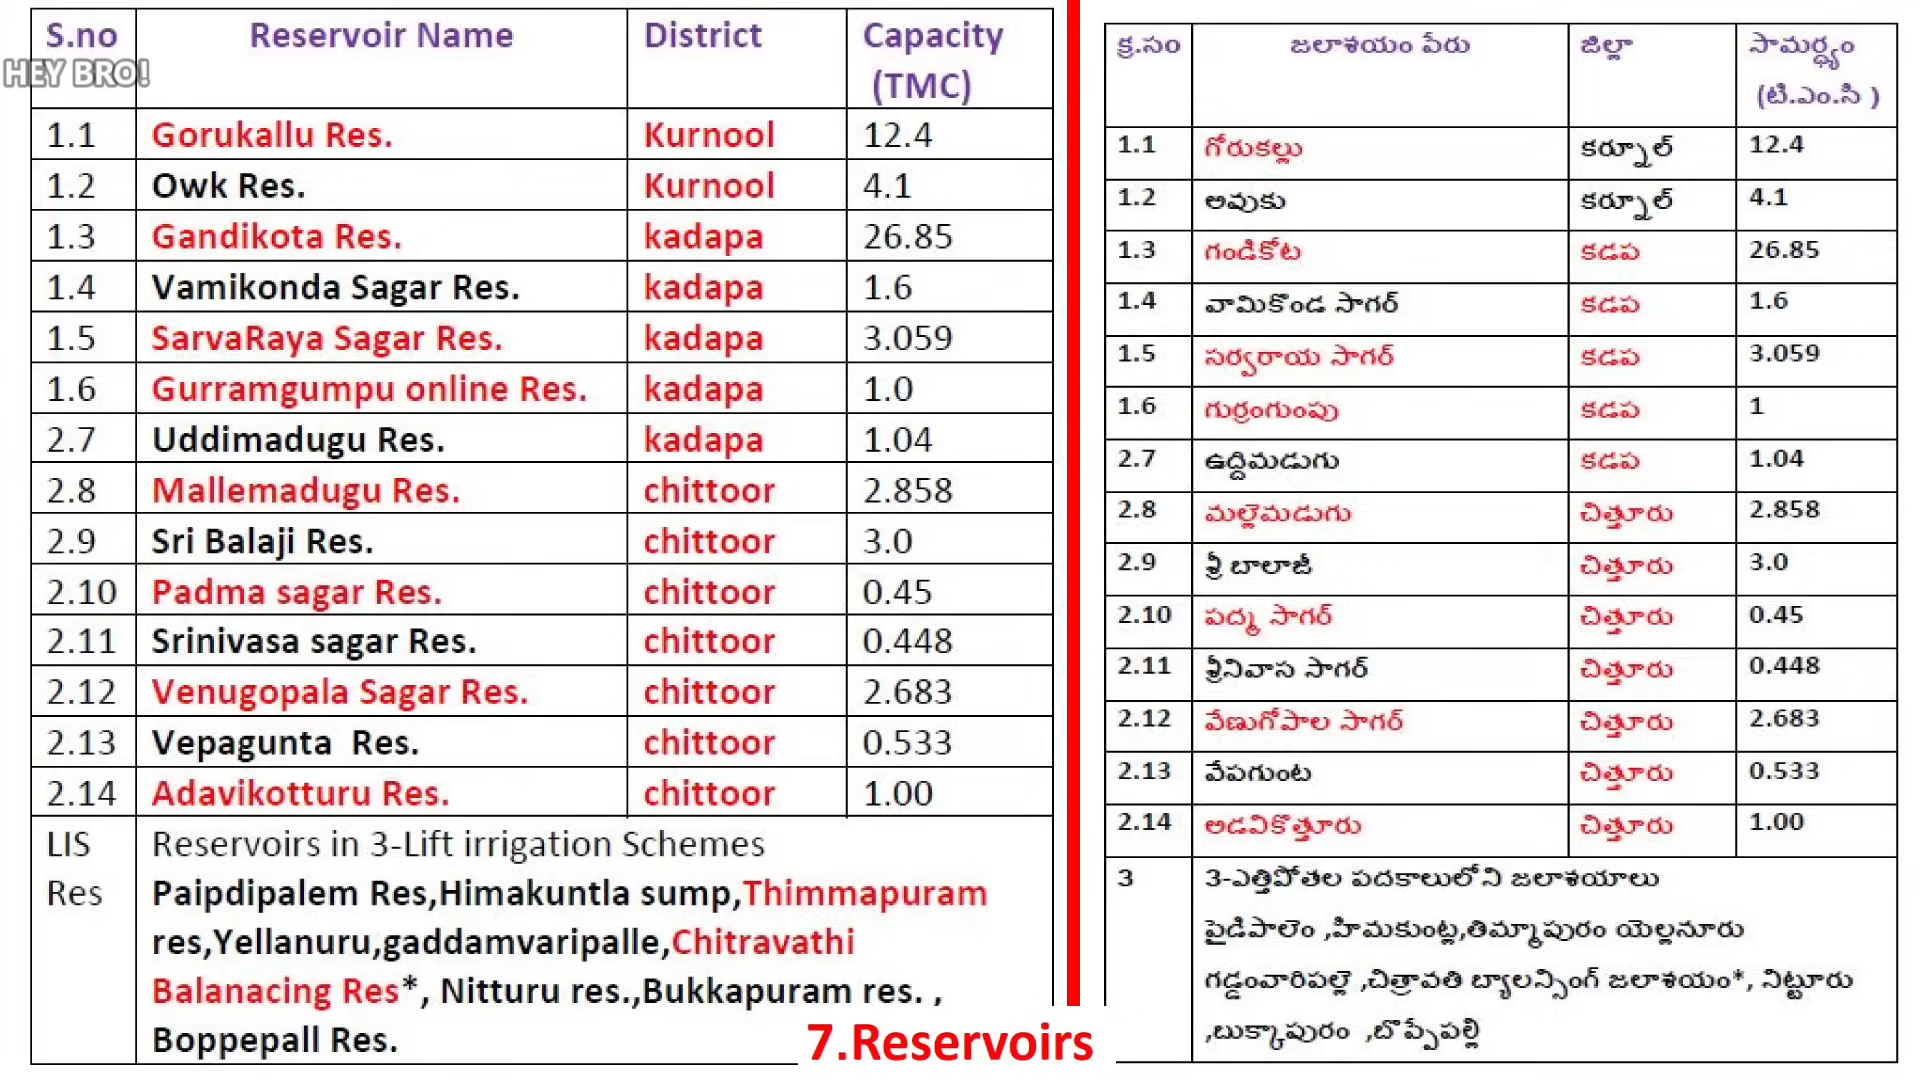 S.no Reservoir Name District Capacity
(TMC)
HEY BRO!
1.1 Gorukallu Res. Kurnool 12.4
1.2 Owk Res. Kurnool 4.1
1.3 Gandikota Res. kadapa 26.85
1.4 Vamikonda Sagar Res. kadapa 1.6
1.5 SarvaRaya Sagar Res. kadapa 3.059
1.6 Gurramgumpu online Res. kadapa 1.0
2.7 Uddimadugu Res. kadapa 1.04
2.8 Mallemadugu Res. chittoor 2.858
2.9 Sri Balaji Res. chittoor 3.0
2.10 Padma sagar Res. chittoor 0.45
2.11 Srinivasa sagar Res. chittoor 0.448
2.12 Venugopala Sagar Res. chittoor 2.683
2.13 Vepagunta Res. chittoor 0.533
2.14 Adavikotturu Res. chittoor 1.00
LIS Reservoirs in 3-Lift irrigation Schemes
Res Paipdipalem Res,Himakuntla sump,Thimmapuram
res,Yellanuru,gaddamvaripalle,Chitravathi
Balanacing Res*, Nitturu res.,Bukkapuram res. ,
Boppepall Res.
క్ర.సం జలాశయం పేరు జిల్లా సామర్థ్యం
(టి.ఎం.సి )
1.1 గోరుకల్లు కర్నూల్ 12.4
1.2 అవుకు కర్నూల్ 4.1
1.3 గండికోట కడప 26.85
1.4 వామికొండ సాగర్ కడప 1.6
1.5 సర్వరాయ సాగర్ కడప 3.059
1.6 గుర్రంగుంపు కడప 1
2.7 ఉద్దిమడుగు కడప 1.04
2.8 మల్లెమడుగు చిత్తూరు 2.858
2.9 శ్రీ బాలాజీ చిత్తూరు 3.0
2.10 పద్మ సాగర్ చిత్తూరు 0.45
2.11 శ్రీనివాస సాగర్ చిత్తూరు 0.448
2.12 వేణుగోపాల సాగర్ చిత్తూరు 2.683
2.13 వేపగుంట చిత్తూరు 0.533
2.14 అడవికొత్తూరు చిత్తూరు 1.00
3 3-ఎత్తిపోతల పదకాలులోని జలాశయాలు
పైడిపాలెం ,హిమకుంట్ల,తిమ్మాపురం యెల్లనూరు
గడ్డంవారిపల్లె ,చిత్రావతి బ్యాలన్సింగ్ జలాశయం*, నిట్టూరు
,బుక్కాపురం ,బొప్పేపల్లి
7.Reservoirs